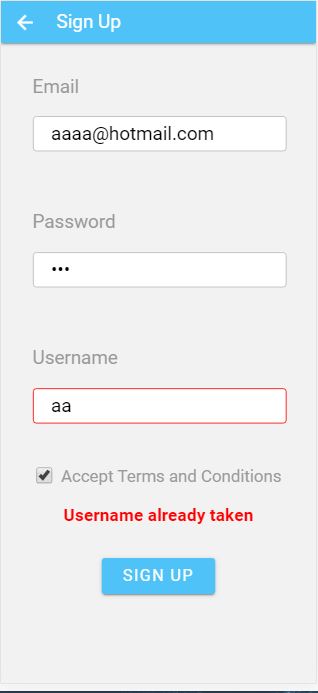 Sign Up
Email
aaaa@hotmail.com
Password
•••
Username
aa
Accept Terms and Conditions
Username already taken
SIGN UP